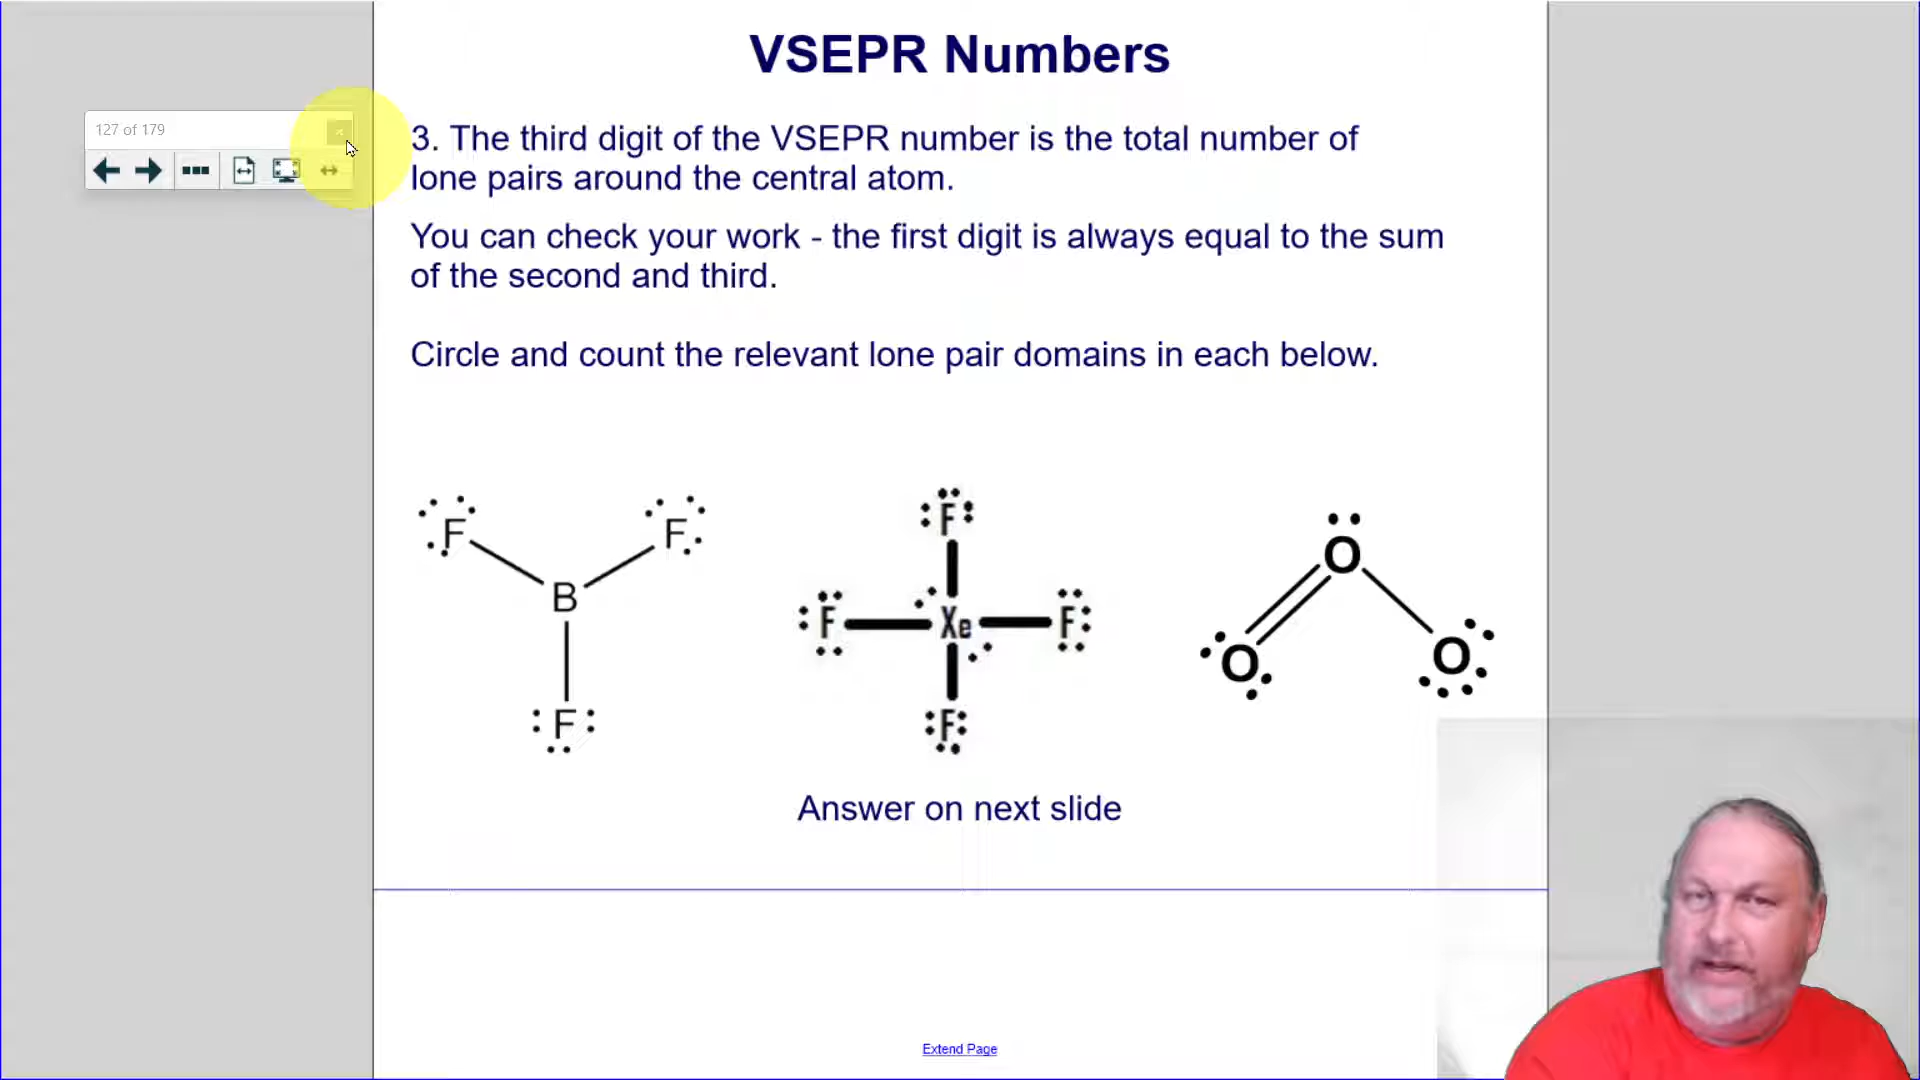 VSEPR Numbers
127 of 179
3. The third digit of the VSEPR number is the total number of
lone pairs around the central atom.
You can check your work - the first digit is always equal to the sum
of the second and third.
Circle and count the relevant lone pair domains in each below.
F F
B
F
F
F Xe F
F
O
O O
Answer on next slide
Extend Page